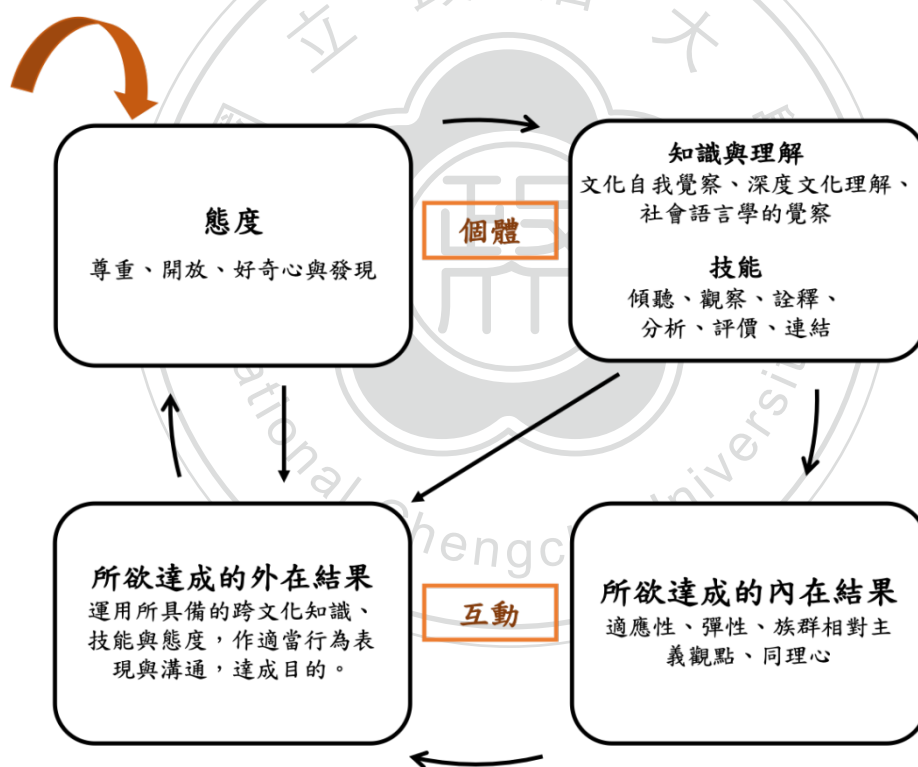 立 政 治 大
態度
尊重、開放、好奇心與發現
個體
知識與理解
文化自我覺察、深度文化理解、
社會語言學的覺察
技能
傾聽、觀察、詮釋、
分析、評價、連結
所欲達成的外在結果
運用所具備的跨文化知識、
技能與態度，作適當行為表
現與溝通，達成目的。
互動
所欲達成的內在結果
適應性、彈性、族群相對主
義觀點、同理心